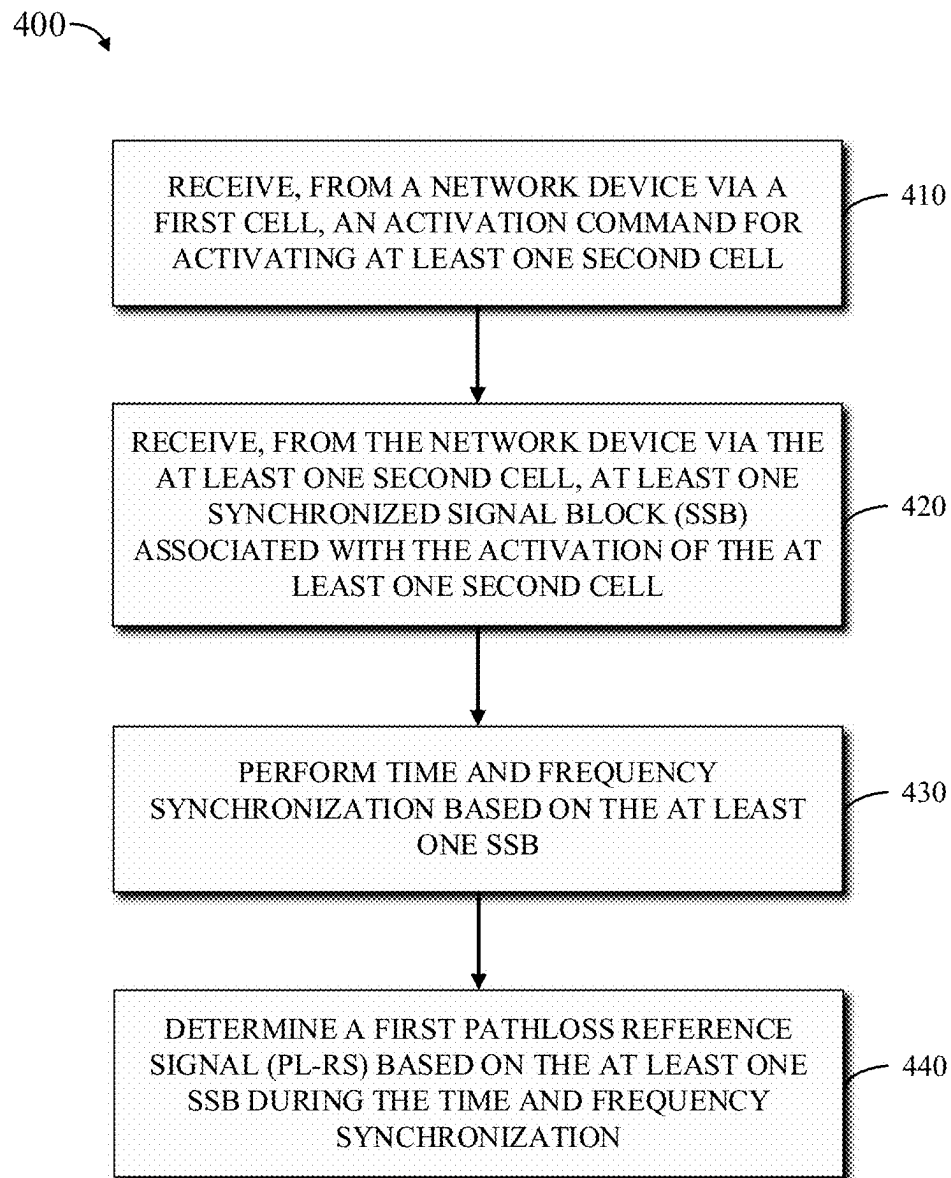 400
RECEIVE, FROM A NETWORK DEVICE VIA A
FIRST CELL, AN ACTIVATION COMMAND FOR
ACTIVATING AT LEAST ONE SECOND CELL
410
RECEIVE, FROM THE NETWORK DEVICE VIA THE
AT LEAST ONE SECOND CELL, AT LEAST ONE
SYNCHRONIZED SIGNAL BLOCK (SSB)
ASSOCIATED WITH THE ACTIVATION OF THE AT
LEAST ONE SECOND CELL
420
PERFORM TIME AND FREQUENCY
SYNCHRONIZATION BASED ON THE AT LEAST
ONE SSB
430
DETERMINE A FIRST PATHLOSS REFERENCE
SIGNAL (PL-RS) BASED ON THE AT LEAST ONE
SSB DURING THE TIME AND FREQUENCY
SYNCHRONIZATION
440